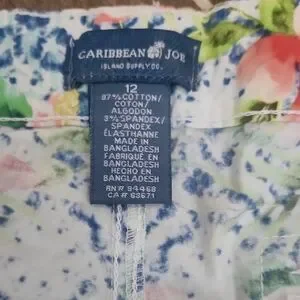 CARIBBEAN JOE
ISLAND SUPPLY CO.
12
97% COTTON/
COTON/
ALGODON
3% SPANDEX/
SPANDEX
ÉLASTHANNE
MADE IN
BANGLADESH
FABRIQUÉ EN
BANGLADESH
HECHO EN
BANGLADESH
RN# 94468
CA# 63671